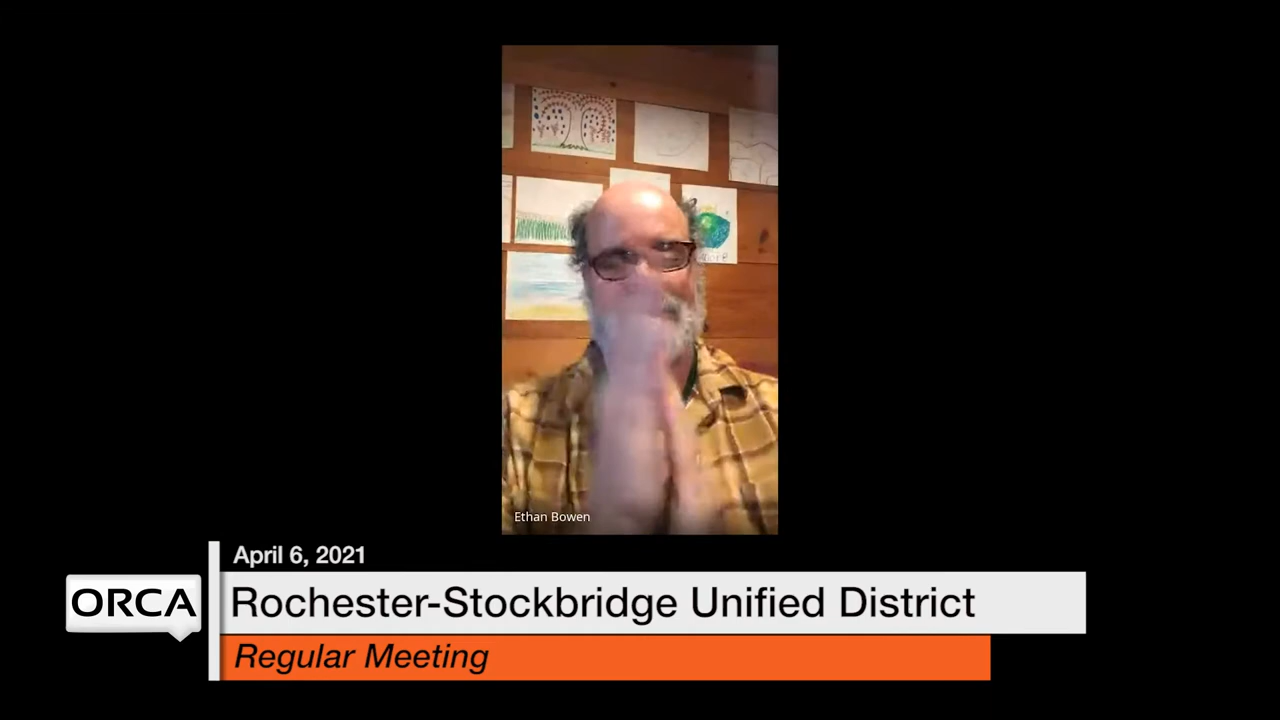 Ethan Bowen
April 6, 2021
ORCA
Rochester-Stockbridge Unified District
Regular Meeting